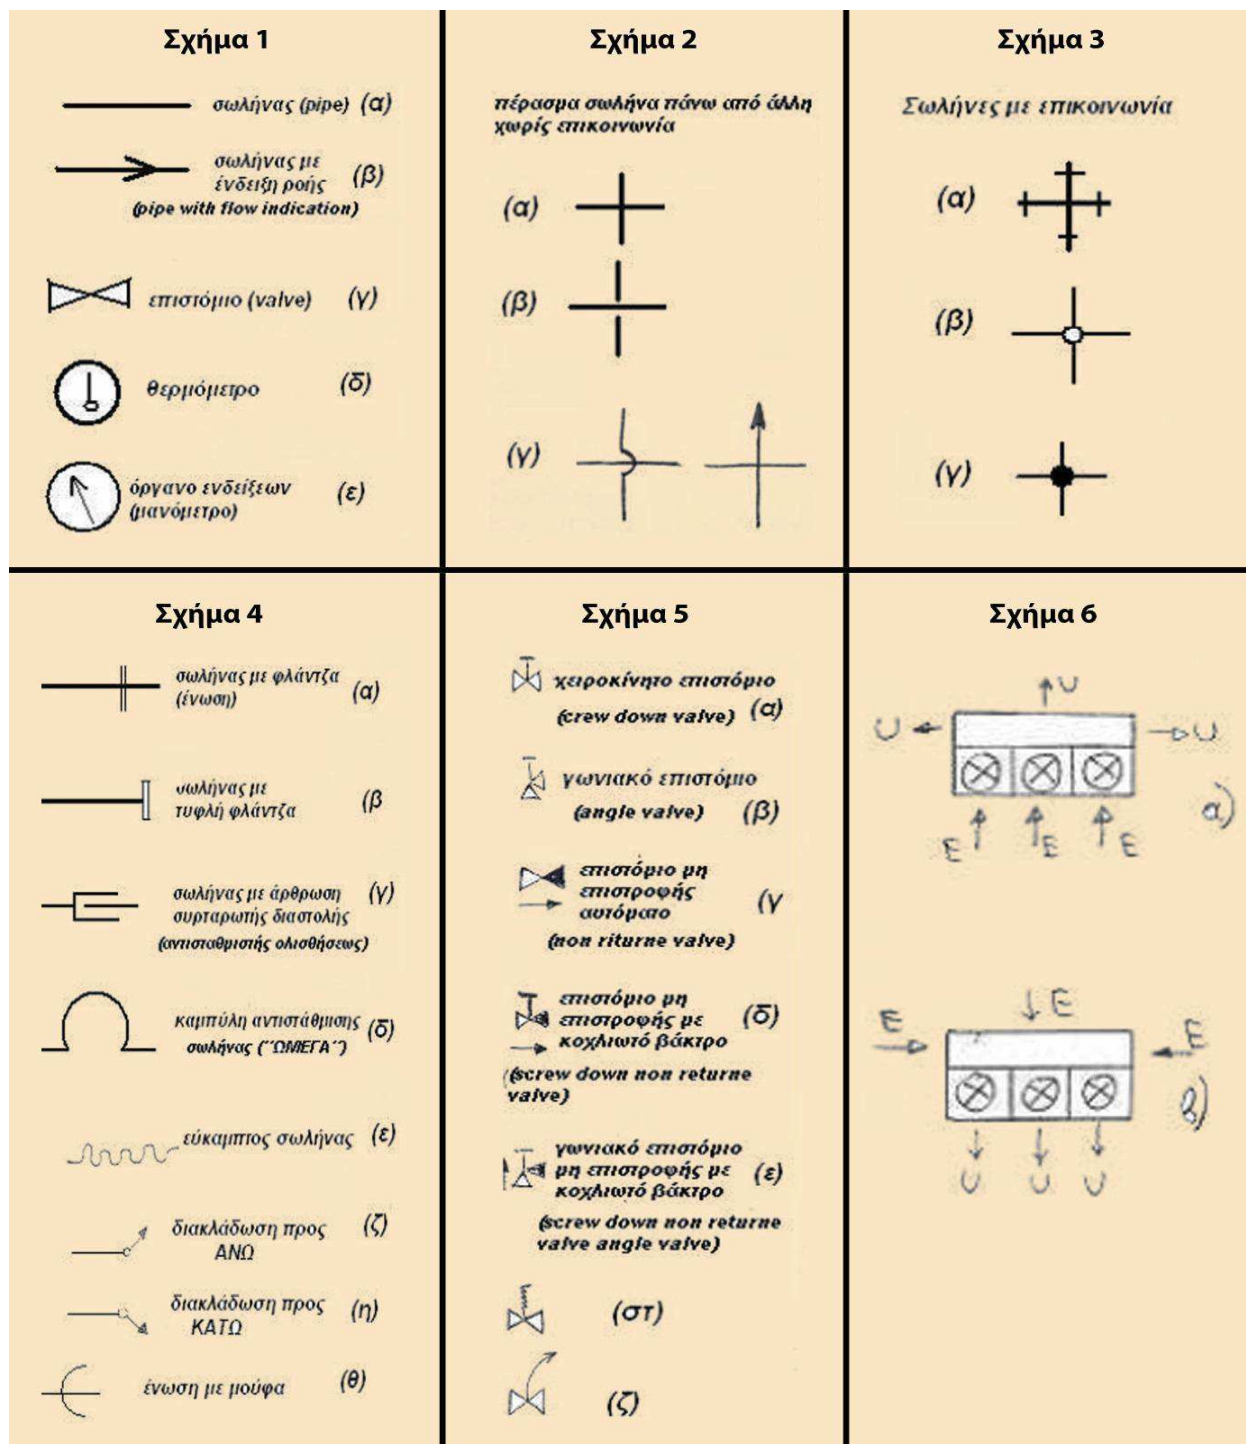 Σχήμα 1
σωλήνας (pipe) (α)
σωλήνας με
ένδειξη ροής (β)
(pipe with flow indication)
επιστόμιο (valve) (γ)
θερμόμετρο (δ)
όργανο ενδείξεων
(μανόμετρο) (ε)
Σχήμα 2
πέρασμα σωλήνα πάνω από άλλη
χωρίς επικοινωνία
(α)
(β)
(γ)
Σχήμα 3
Σωλήνες με επικοινωνία
(α)
(β)
(γ)
Σχήμα 4
σωλήνας με φλάντζα
(ένωση) (α)
σωλήνας με
τυφλή φλάντζα (β
σωλήνας με άρθρωση (γ)
συρταρωτής διαστολής
(αντισταθμιστής ολισθήσεως)
καμπύλη αντιστάθμισης
σωλήνας (΄΄ΩΜΕΓΑ΄΄) (δ)
εύκαμπτος σωλήνας (ε)
διακλάδωση προς (ζ)
ΑΝΩ
διακλάδωση προς (η)
ΚΑΤΩ
ένωση με μούφα (θ)
Σχήμα 5
χειροκίνητο επιστόμιο
(crew down valve) (α)
γωνιακό επιστόμιο
(angle valve) (β)
επιστόμιο μη
επιστροφής
αυτόματο (γ
(non riturne valve)
επιστόμιο μη
επιστροφής με (δ)
κοχλιωτό βάκτρο
(screw down non returne
valve)
γωνιακό επιστόμιο
μη επιστροφής με (ε)
κοχλιωτό βάκτρο
(screw down non returne
valve angle valve)
(στ)
(ζ)
Σχήμα 6
U
U U
α)
E E E
E
E E
β)
U U U